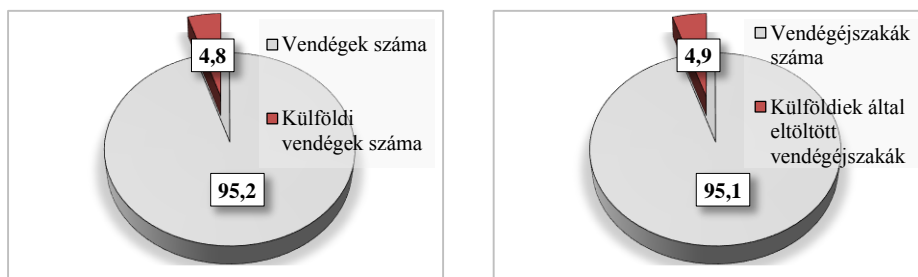 4,8
Vendégek száma
Külföldi
vendégek száma
95,2
4,9
Vendégéjszakák
száma
Külföldiek által
eltöltött
vendégéjszakák
95,1